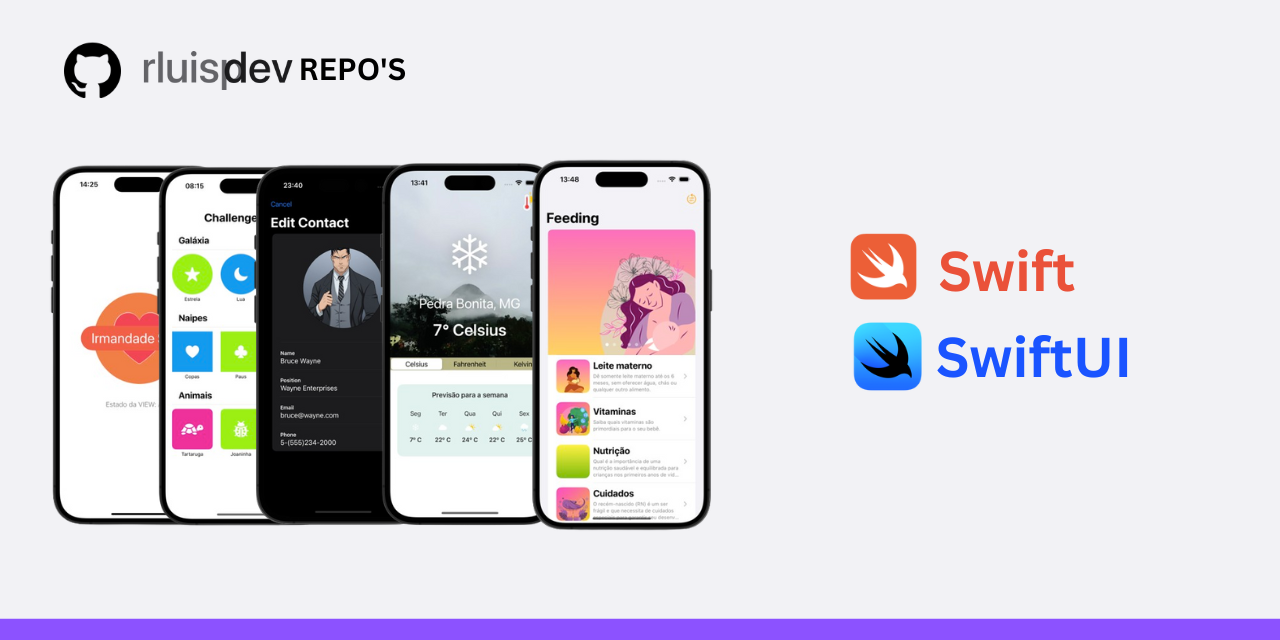 rluispdev REPO'S
14:25
Irmandade
Estado da VIEW:
08:15
Challenge
Galáxia
Estrela
Lua
Naipes
Copas
Paus
Animais
Tartaruga
Joaninha
23:40
Cancel
Edit Contact
Name
Bruce Wayne
Position
Wayne Enterprises
Email
bruce@wayne.com
Phone
5-(555)234-2000
13:41
Pedra Bonita, MG
7° Celsius
Celsius Fahrenheit Kelvin
Previsão para a semana
Seg Ter Qua Qui Sex
7° C 22° C 24° C 22° C 25° C
13:48
Feeding
Leite materno
Dê somente leite materno até os 6
meses, sem oferecer água, chás ou
qualquer outro alimento.
Vitaminas
Saiba quais vitaminas são
primordiais para o seu bebê.
Nutrição
Qual é a importância de uma
nutrição saudável e equilibrada para
crianças nos primeiros anos de vid...
Cuidados
O recém-nascido (RN) é um ser
frágil e que necessita de cuidados
Swift
SwiftUI